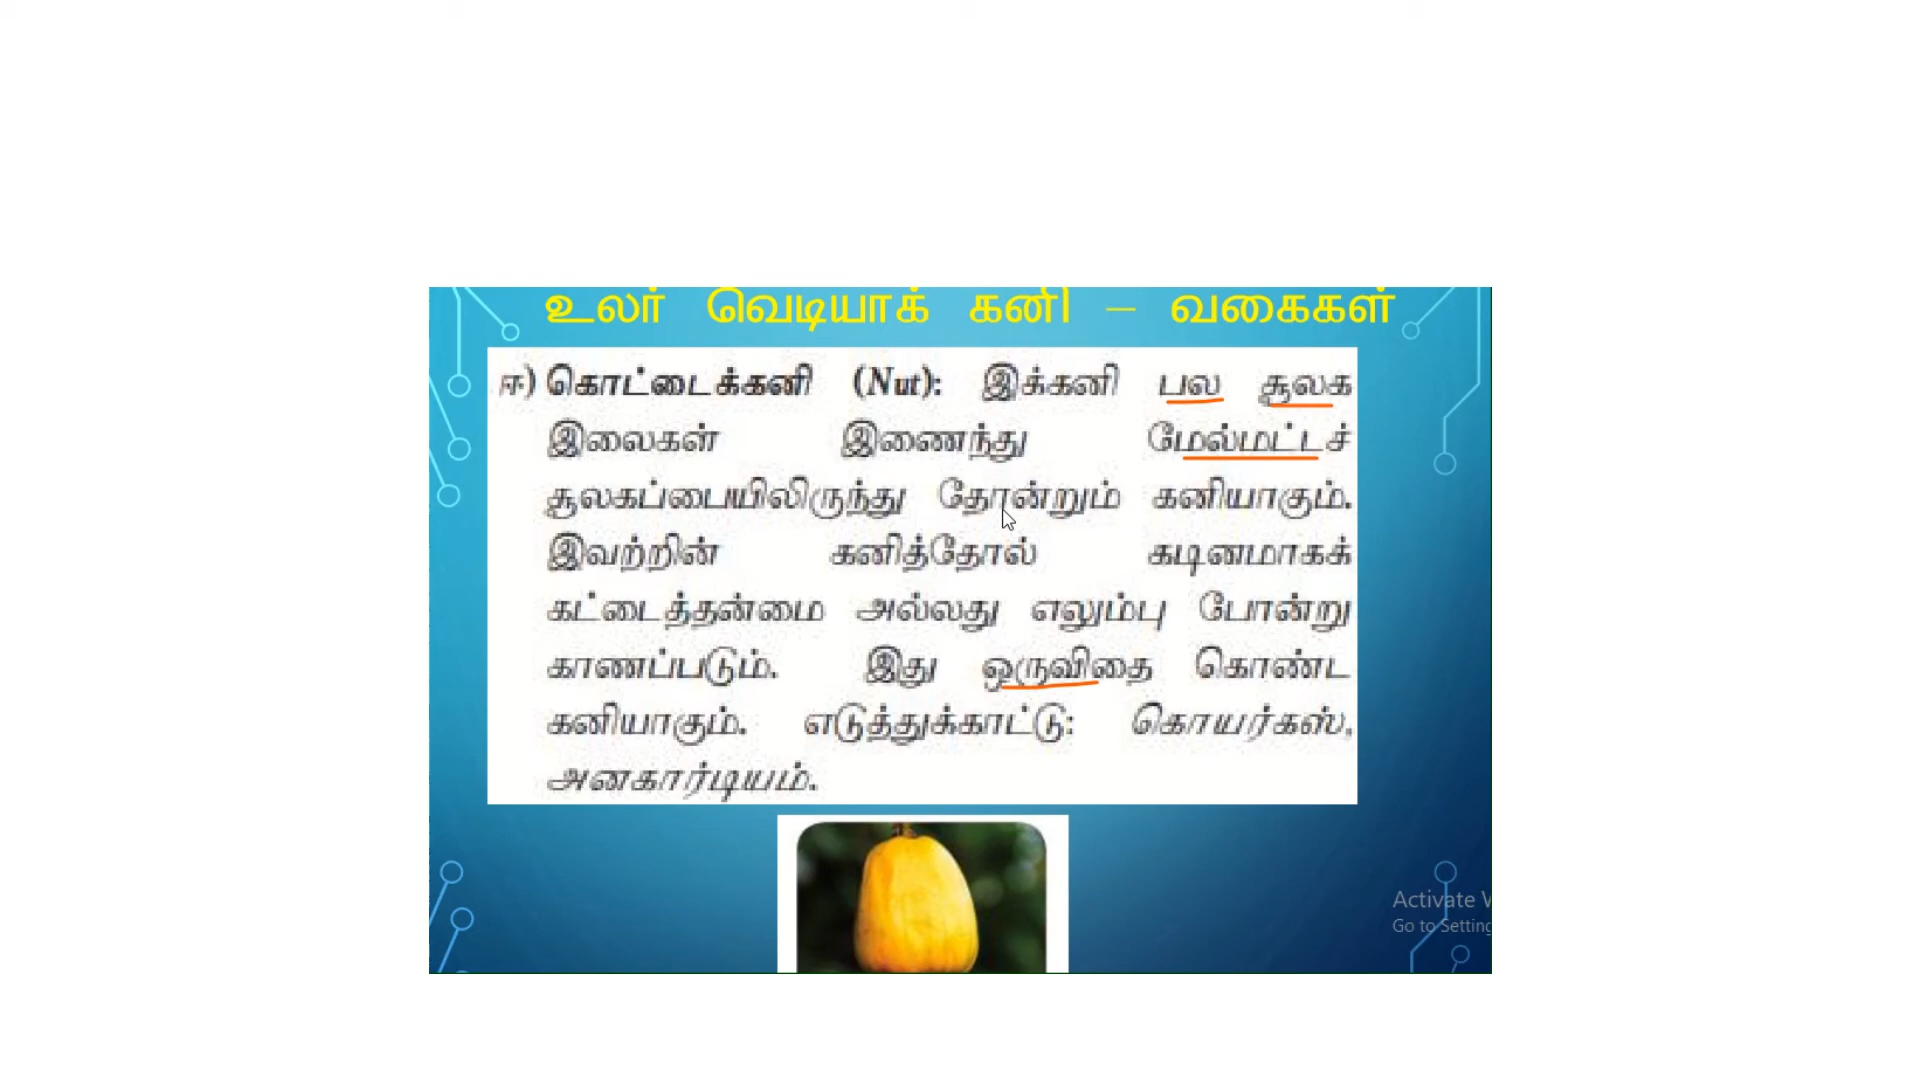 உலர் வெடியாக் கனி – வகைகள்
ஈ) கொட்டைக்கனி (Nut): இக்கனி பல சூலக
இலைகள் இணைந்து மேல்மட்டச்
சூலகப்பையிலிருந்து தோன்றும் கனியாகும்.
இவற்றின் கனித்தோல் கடினமாகக்
கட்டைத்தன்மை அல்லது எலும்பு போன்று
காணப்படும். இது ஒருவிதை கொண்ட
கனியாகும். எடுத்துக்காட்டு: கொயர்கஸ்,
அனகார்டியம்.
Activate
Go to Setting